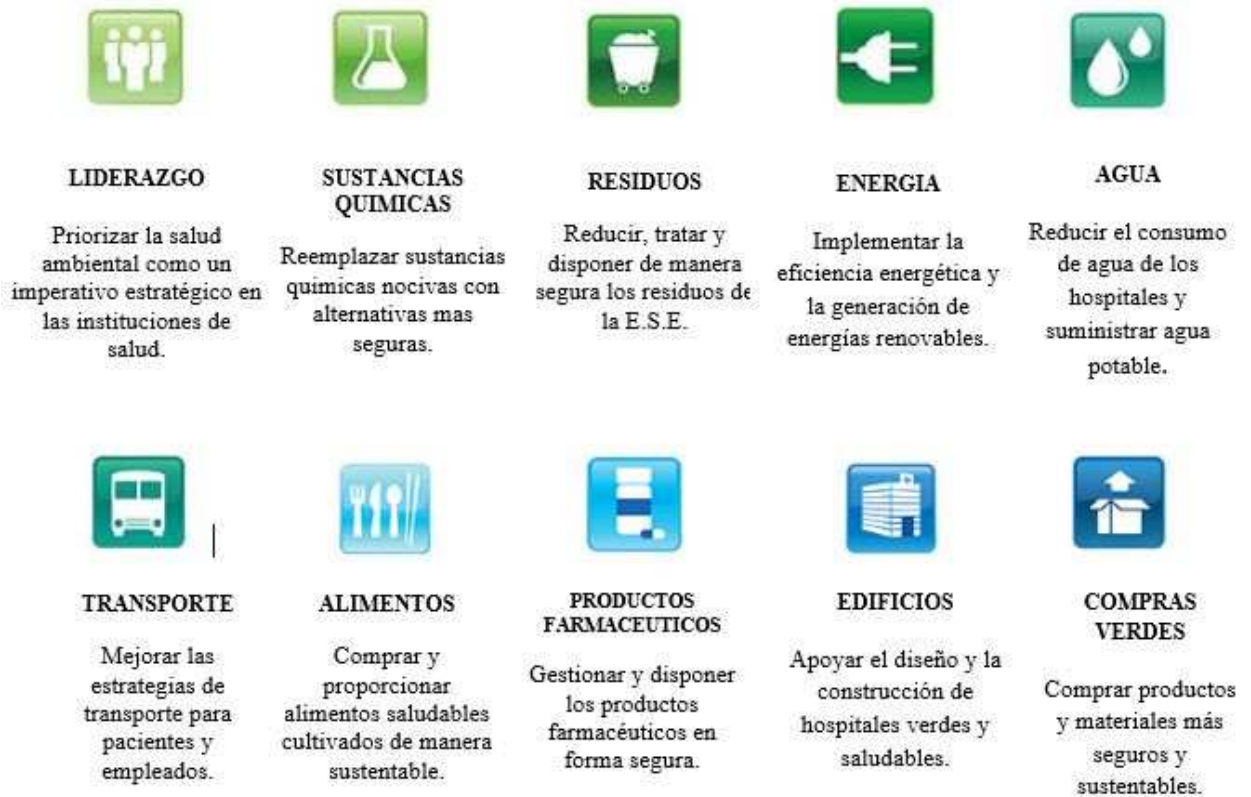 LIDERAZGO
Priorizar la salud
ambiental como un
imperativo estratégico en
las instituciones de
salud.
SUSTANCIAS
QUIMICAS
Reemplazar sustancias
quimicas nocivas con
alternativas mas
seguras.
RESIDUOS
Reducir, tratar y
disponer de manera
segura los residuos de
la E.S.E.
ENERGIA
Implementar la
eficiencia energética y
la generación de
energías renovables.
AGUA
Reducir el consumo
de agua de los
hospitales y
suministrar agua
potable.
TRANSPORTE
Mejorar las
estrategias de
transporte para
pacientes y
empleados.
ALIMENTOS
Comprar y
proporcionar
alimentos saludables
cultivados de manera
sustentable.
PRODUCTOS
FARMACEUTICOS
Gestionar y disponer
los productos
farmacéuticos en
forma segura.
EDIFICIOS
Apoyar el diseño y la
construcción de
hospitales verdes y
saludables.
COMPRAS
VERDES
Comprar productos
y materiales más
seguros y
sustentables.